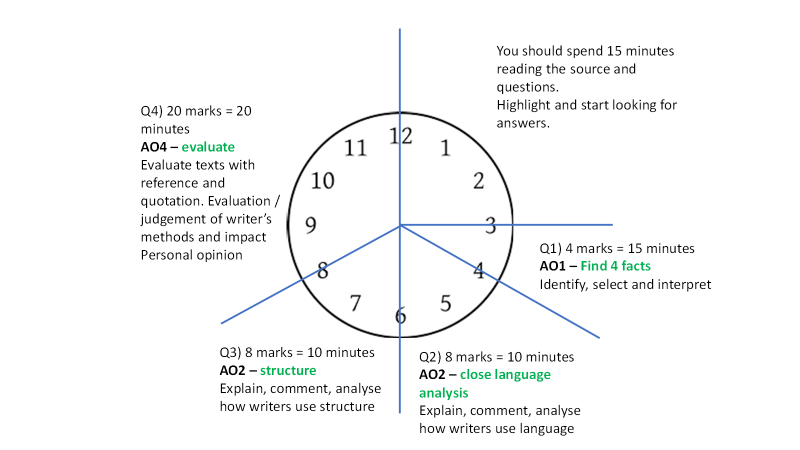 You should spend 15 minutes
reading the source and
questions.
Highlight and start looking for
answers.
Q1) 4 marks = 15 minutes
AO1 – Find 4 facts
Identify, select and interpret
Q2) 8 marks = 10 minutes
AO2 – close language
analysis
Explain, comment, analyse
how writers use language
Q3) 8 marks = 10 minutes
AO2 – structure
Explain, comment, analyse
how writers use structure
Q4) 20 marks = 20
minutes
AO4 – evaluate
Evaluate texts with
reference and
quotation. Evaluation /
judgement of writer's
methods and impact
Personal opinion
12
1
2
3
4
5
6
7
8
9
10
11